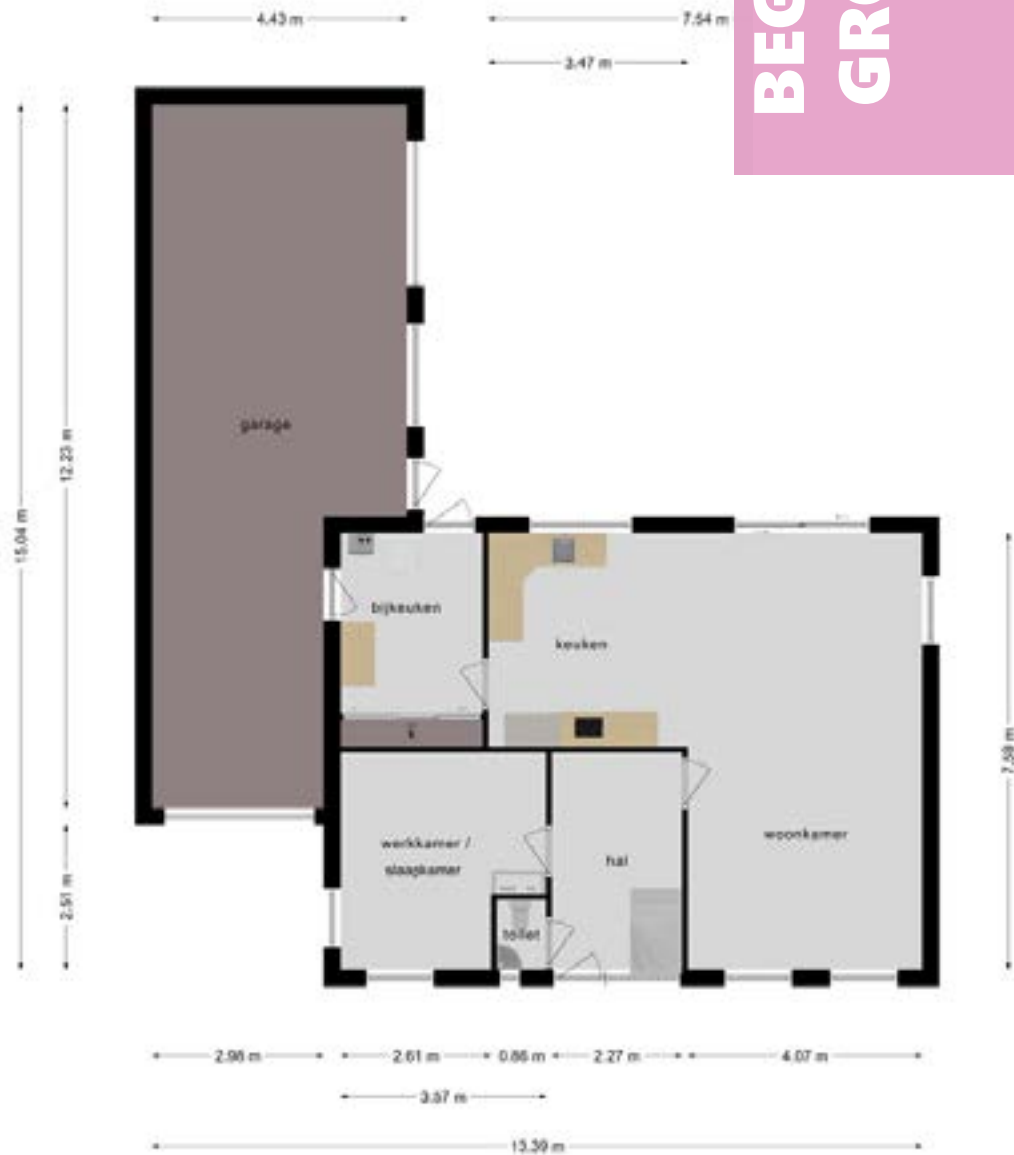 4.43 m
7.54 m
3.47 m
BEG
GRO
garage
12.23 m
15.04 m
bijkeuken
keuken
k
7.59 m
werkkamer /
slaapkamer
hal
woonkamer
toilet
2.51 m
2.98 m
2.61 m
0.86 m
2.27 m
4.07 m
3.57 m
13.39 m